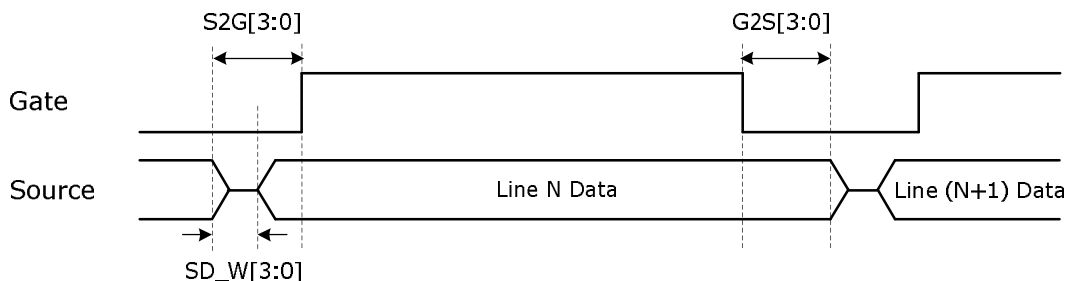 S2G[3:0]
G2S[3:0]
Gate
Source
Line N Data
Line (N+1) Data
SD_W[3:0]